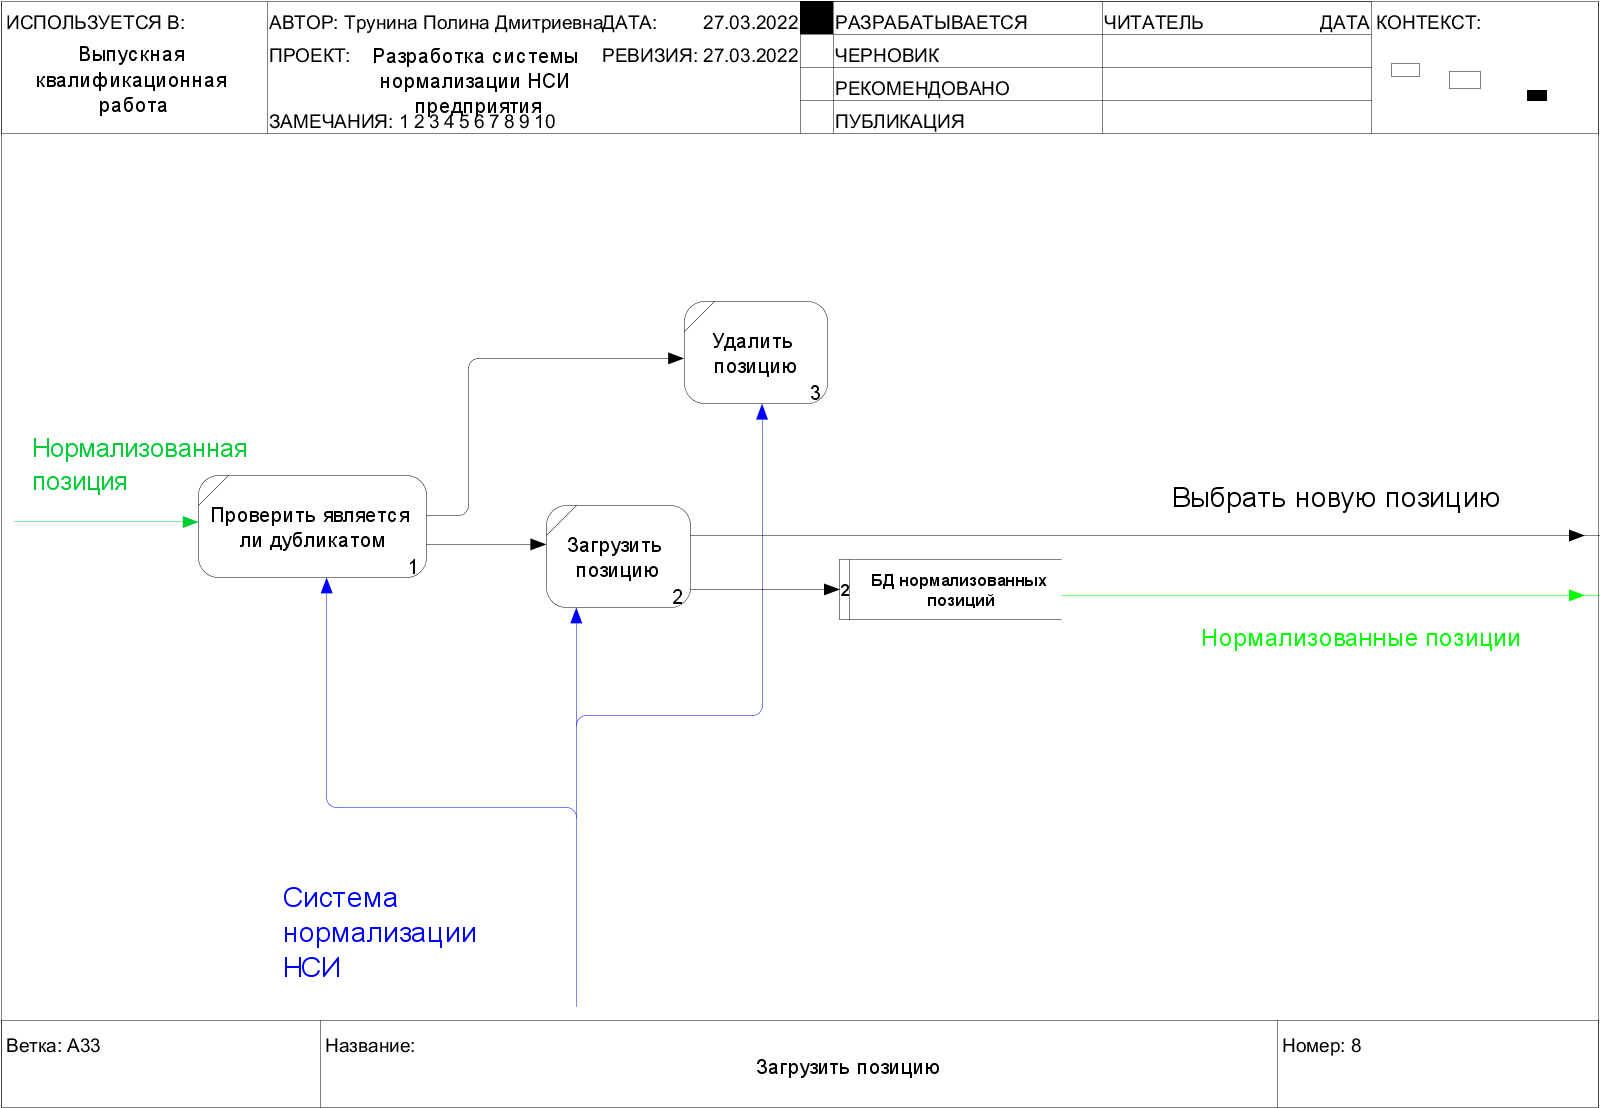 ИСПОЛЬЗУЕТСЯ В:
Выпускная
квалификационная
работа
АВТОР: Трунина Полина Дмитриевна
ДАТА: 27.03.2022
ПРОЕКТ: Разработка системы
нормализации НСИ
предприятия
РЕВИЗИЯ: 27.03.2022
ЗАМЕЧАНИЯ: 1 2 3 4 5 6 7 8 9 10
РАЗРАБАТЫВАЕТСЯ
ЧЕРНОВИК
РЕКОМЕНДОВАНО
ПУБЛИКАЦИЯ
ЧИТАТЕЛЬ ДАТА
КОНТЕКСТ:
Удалить
позицию
3
Нормализованная
позиция
Проверить является
ли дубликатом
1
Загрузить
позицию
2
Выбрать новую позицию
2
БД нормализованных
позиций
Нормализованные позиции
Система
нормализации
НСИ
Ветка: A33
Название:
Загрузить позицию
Номер: 8